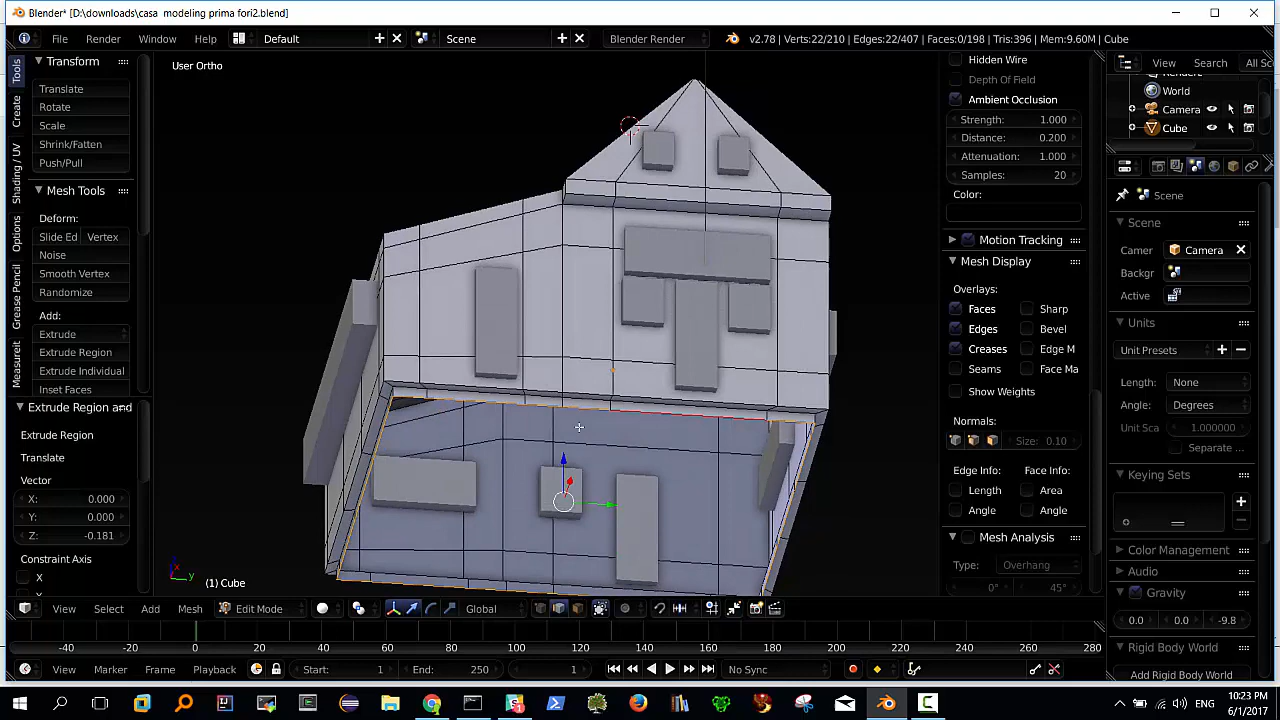 Blender* [D:\downloads\casa modeling prima fori2.blend]
File Render Window Help Default Scene Blender Render v2.78 | Verts:22/210 | Edges:22/407 | Faces:0/198 | Tris:396 | Mem:9.60M | Cube
Tools
Create
Shading / UV
Options
Grease Pencil
Measureit
Transform
Translate
Rotate
Scale
Shrink/Fatten
Push/Pull
Mesh Tools
Deform:
Slide Ed Vertex
Noise
Smooth Vertex
Randomize
Add:
Extrude
Extrude Region
Extrude Individual
Inset Faces
Extrude Region and
Extrude Region
Translate
Vector
X: 0.000
Y: 0.000
Z: -0.181
Constraint Axis
X
User Ortho
z
x
y
(1) Cube
Hidden Wire
Depth Of Field
Ambient Occlusion
Strength: 1.000
Distance: 0.200
Attenuation: 1.000
Samples: 20
Color:
Motion Tracking
Mesh Display
Overlays:
Faces Sharp
Edges Bevel
Creases Edge M
Seams Face Ma
Show Weights
Normals:
Size: 0.10
Edge Info: Face Info:
Length Area
Angle Angle
Mesh Analysis
Type: Overhang
0° 45°
View Search All Sc
World
Camera
Cube
Scene
Scene
Camer Camera
Backgr
Active
Units
Unit Presets
Length: None
Angle: Degrees
Unit Sca 1.000000
Separate
Keying Sets
Color Management
Audio
Gravity
0.0 0.0 -9.8
Rigid Body World
Add Rigid Body World
View Select Add Mesh Edit Mode Global
-40 -20 0 20 40 60 80 100 120 140 160 180 200 220 240 260 280
View Marker Frame Playback Start: 1 End: 250 1 No Sync
ENG
10:23 PM
6/1/2017